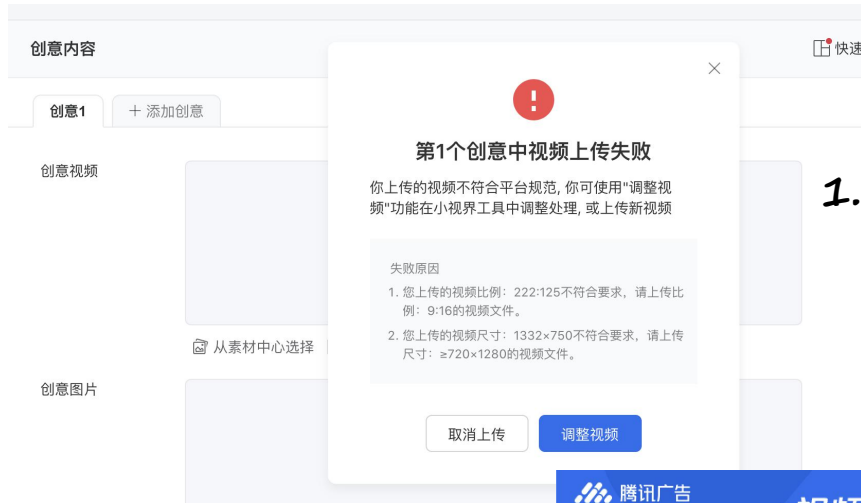 创意内容
快速
创意1
+ 添加创意
创意视频
第1个创意中视频上传失败
你上传的视频不符合平台规范, 你可使用"调整视
频"功能在小视界工具中调整处理, 或上传新视频
1.
失败原因
1. 您上传的视频比例：222:125不符合要求，请上传比
例：9:16的视频文件。
2. 您上传的视频尺寸：1332×750不符合要求，请上传
尺寸：≥720×1280的视频文件。
从素材中心选择
创意图片
取消上传
调整视频
腾讯广告
视频